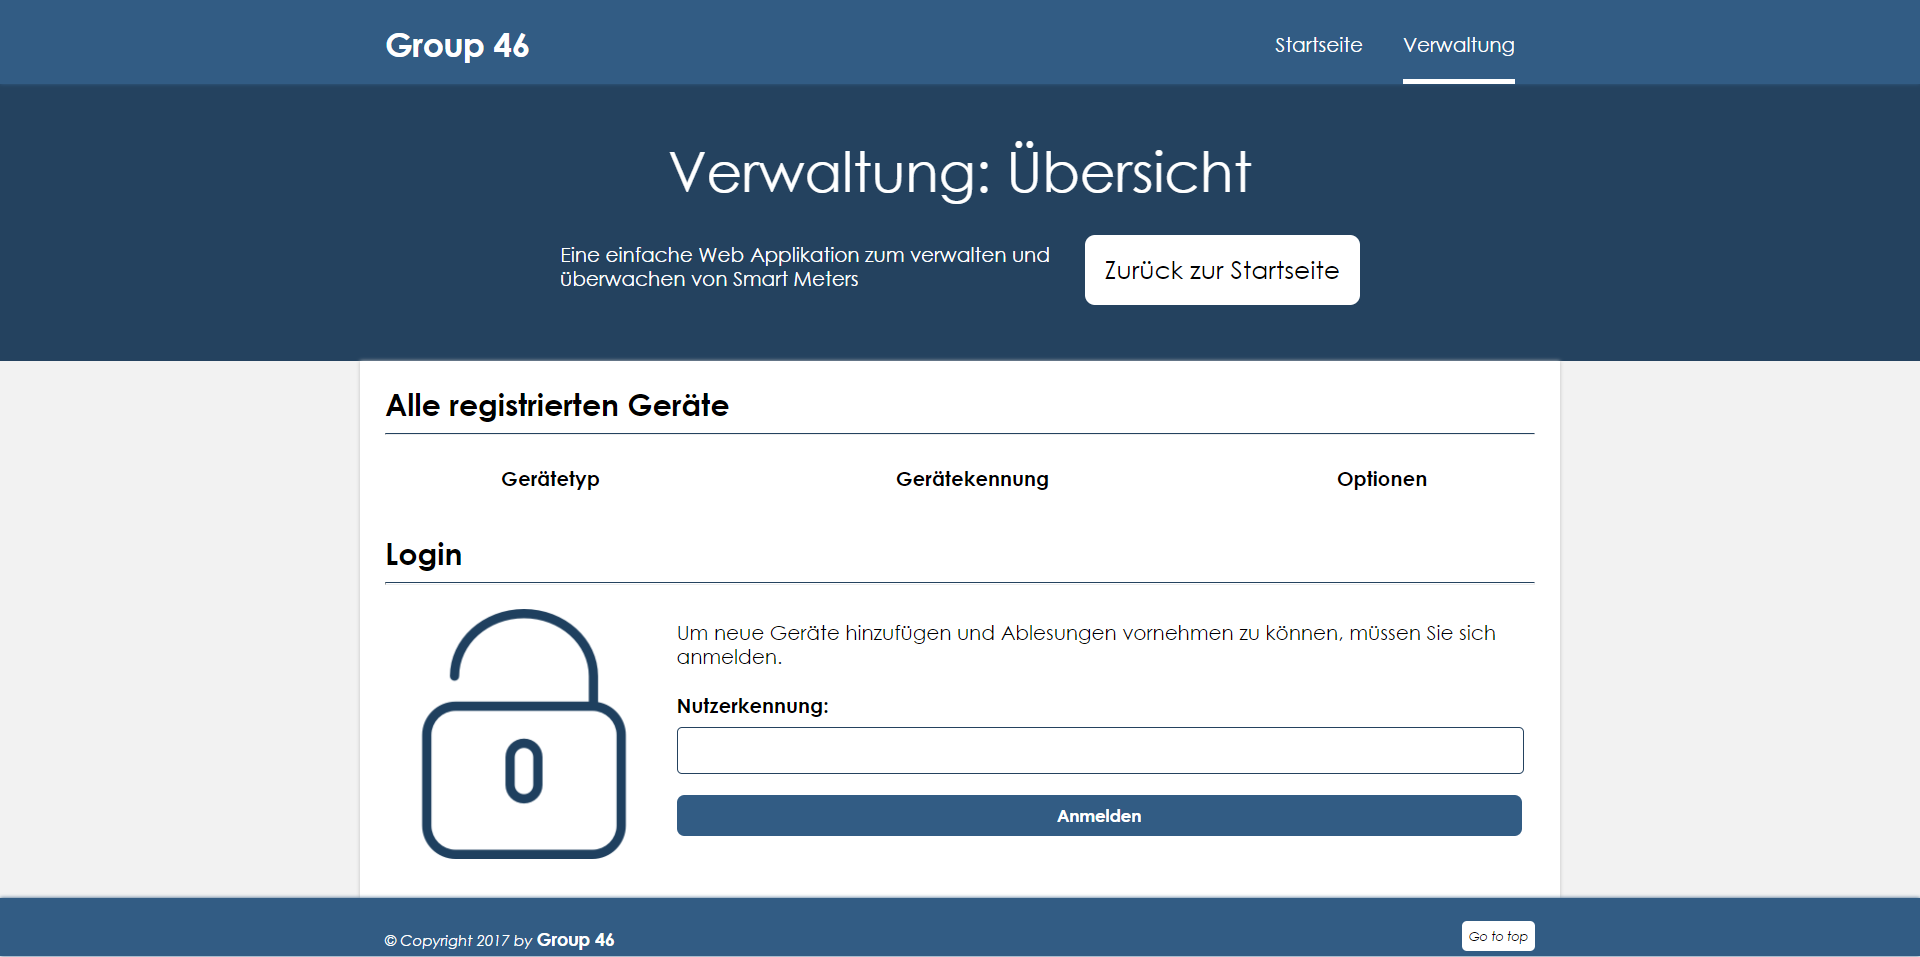 Group 46
Startseite
Verwaltung
Verwaltung: Übersicht
Eine einfache Web Applikation zum verwalten und
überwachen von Smart Meters
Zurück zur Startseite
Alle registrierten Geräte
Gerätetyp
Gerätekennung
Optionen
Login
Um neue Geräte hinzufügen und Ablesungen vornehmen zu können, müssen Sie sich
anmelden.
Nutzerkennung:
Anmelden
© Copyright 2017 by Group 46
Go to top